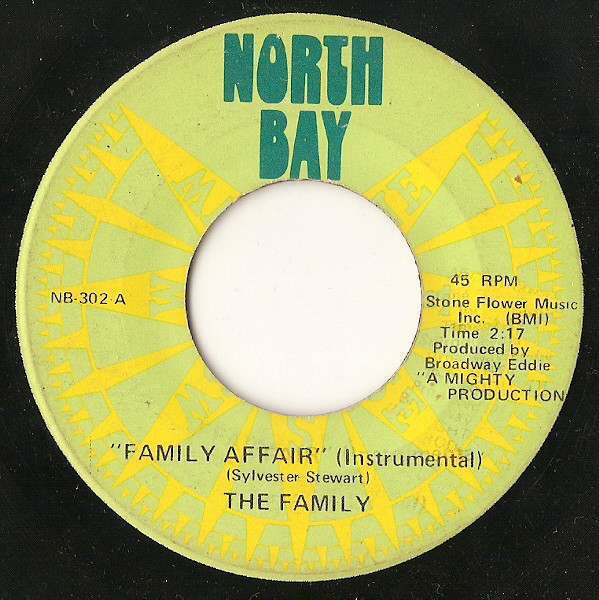 NORTH
BAY
NB-302-A
45 RPM
Stone Flower Music
Inc. (BMI)
Time 2:17
Produced by
Broadway Eddie
"A MIGHTY
PRODUCTION
"FAMILY AFFAIR" (Instrumental)
(Sylvester Stewart)
THE FAMILY